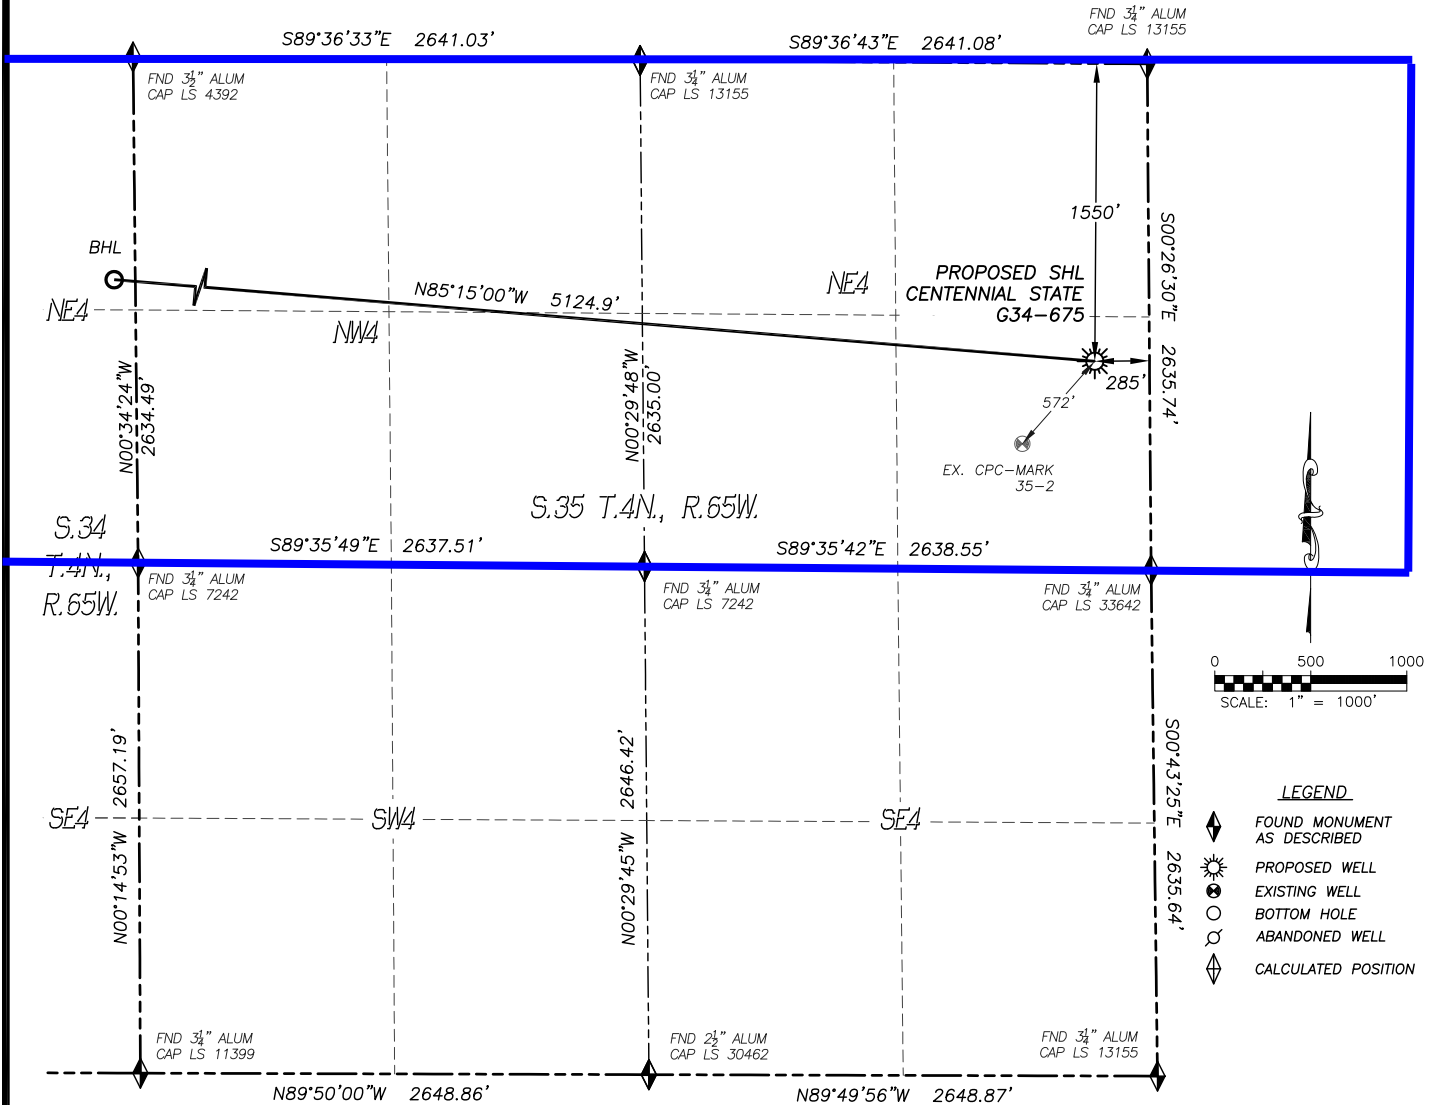 FND 3¼" ALUM
CAP LS 13155
S89°36'33"E 2641.03'
S89°36'43"E 2641.08'
FND 3½" ALUM
CAP LS 4392
FND 3¼" ALUM
CAP LS 13155
1550'
S00°26'30"E 2635.74'
BHL
NE4
NW4
N85°15'00"W 5124.9'
NE4
PROPOSED SHL
CENTENNIAL STATE
G34-675
285'
572'
EX. CPC-MARK
35-2
N00°34'24"W
2634.49'
N00°29'48"W
2635.00'
S.35 T.4N., R.65W.
S.34
T.4N.,
R.65W.
S89°35'49"E 2637.51'
S89°35'42"E 2638.55'
FND 3¼" ALUM
CAP LS 7242
FND 3¼" ALUM
CAP LS 7242
FND 3¼" ALUM
CAP LS 33642
0 500 1000
SCALE: 1" = 1000'
N00°14'53"W 2657.19'
N00°29'45"W 2646.42'
S00°43'25"E 2635.64'
SE4
SW4
SE4
LEGEND
FOUND MONUMENT
AS DESCRIBED
PROPOSED WELL
EXISTING WELL
BOTTOM HOLE
ABANDONED WELL
CALCULATED POSITION
FND 3¼" ALUM
CAP LS 11399
FND 2½" ALUM
CAP LS 30462
FND 3¼" ALUM
CAP LS 13155
N89°50'00"W 2648.86'
N89°49'56"W 2648.87'